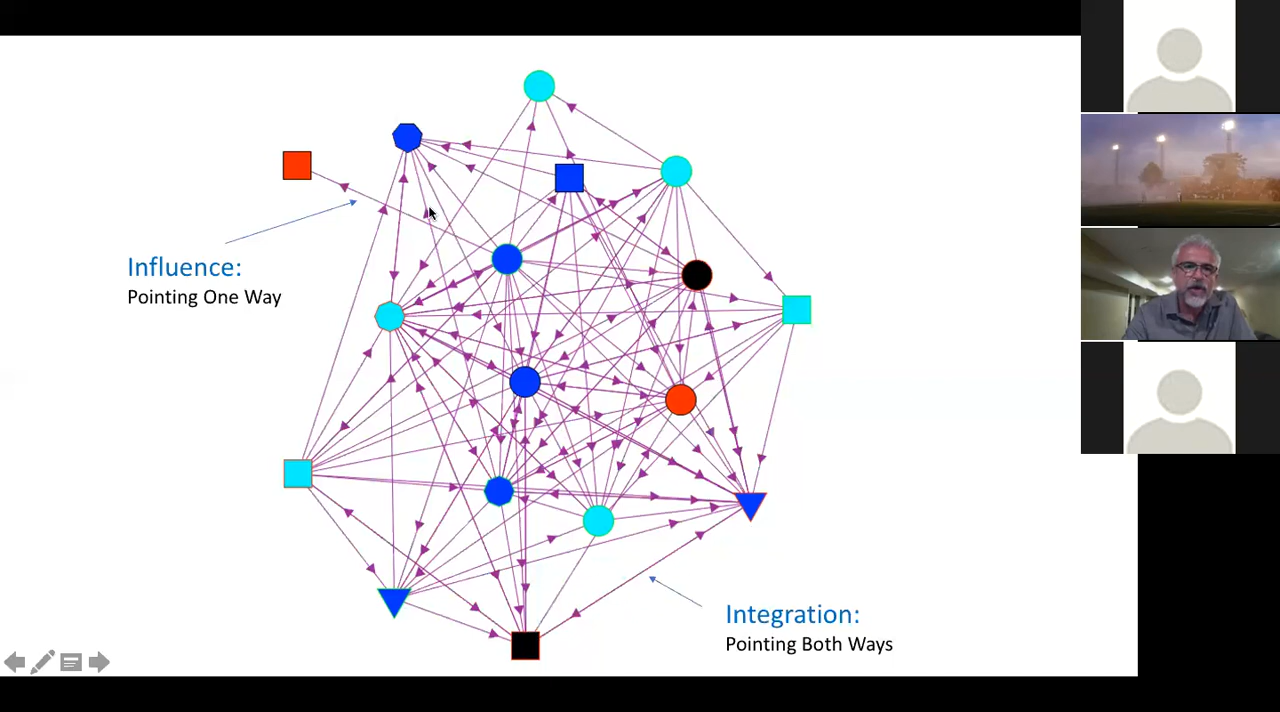 Influence:
Pointing One Way
Integration:
Pointing Both Ways